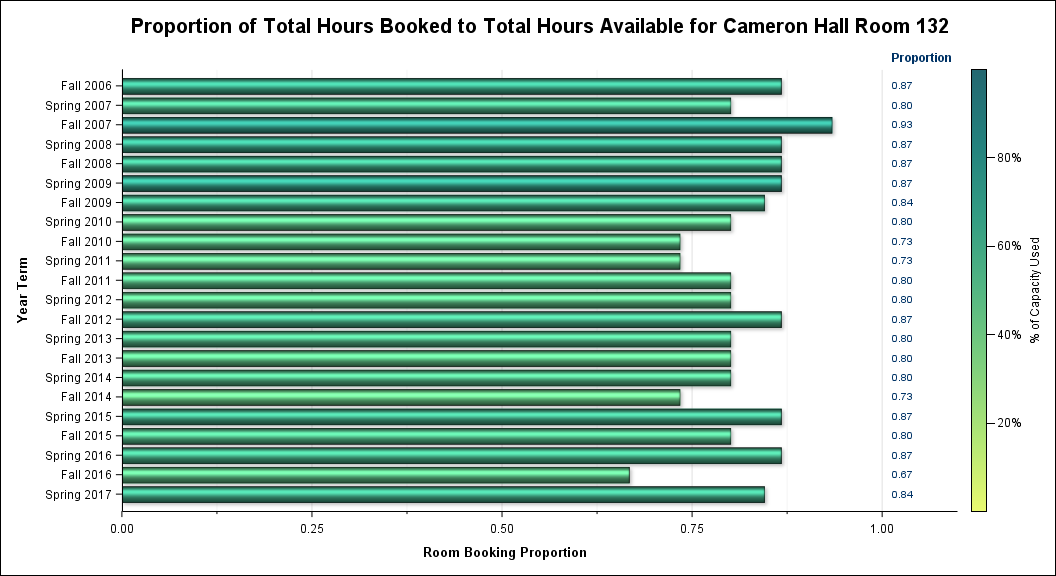 Proportion of Total Hours Booked to Total Hours Available for Cameron Hall Room 132
Proportion
Fall 2006 0.87
Spring 2007 0.80
Fall 2007 0.93
Spring 2008 0.87
Fall 2008 0.87
Spring 2009 0.87
Fall 2009 0.84
Spring 2010 0.80
Fall 2010 0.73
Spring 2011 0.73
Fall 2011 0.80
Spring 2012 0.80
Fall 2012 0.87
Spring 2013 0.80
Fall 2013 0.80
Spring 2014 0.80
Fall 2014 0.73
Spring 2015 0.87
Fall 2015 0.80
Spring 2016 0.87
Fall 2016 0.67
Spring 2017 0.84
Year Term
0.00 0.25 0.50 0.75 1.00
Room Booking Proportion
80%
60%
40%
20%
% of Capacity Used